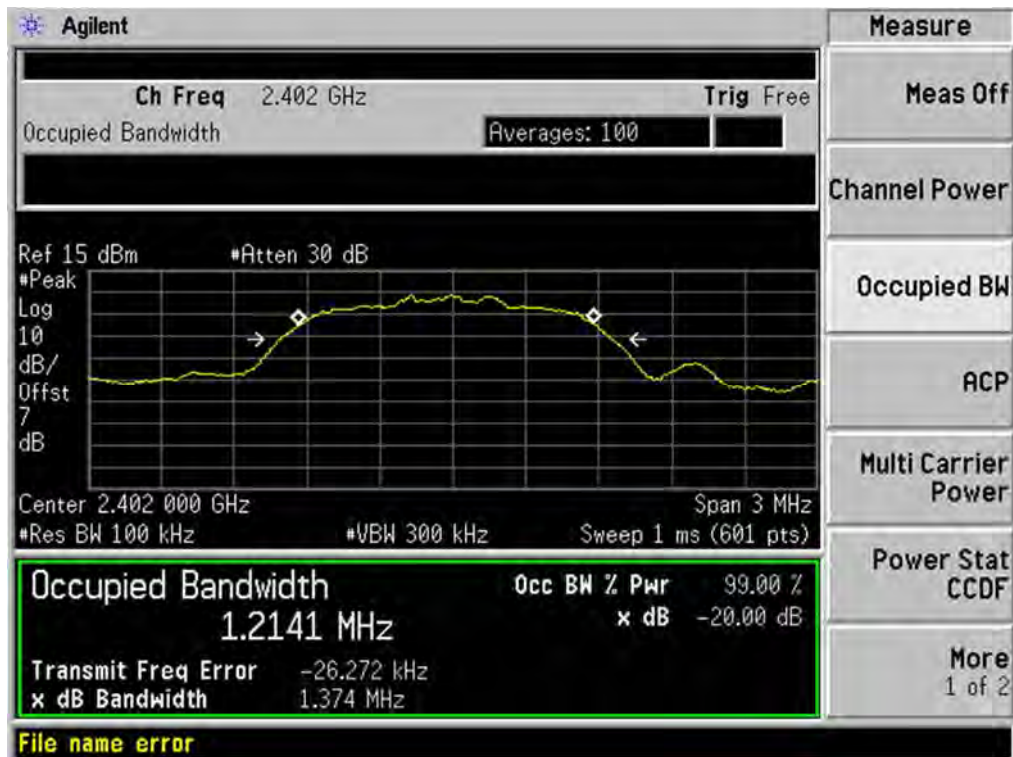 Agilent
Measure
Ch Freq 2.402 GHz Trig Free
Occupied Bandwidth Averages: 100
Meas Off
Channel Power
Occupied BW
ACP
Multi Carrier
Power
Power Stat
CCDF
More
1 of 2
Ref 15 dBm #Atten 30 dB
#Peak
Log
10
dB/
Offst
7
dB
Center 2.402 000 GHz Span 3 MHz
#Res BW 100 kHz #VBW 300 kHz Sweep 1 ms (601 pts)
Occupied Bandwidth Occ BW % Pwr 99.00 %
1.2141 MHz x dB -20.00 dB
Transmit Freq Error -26.272 kHz
x dB Bandwidth 1.374 MHz
File name error